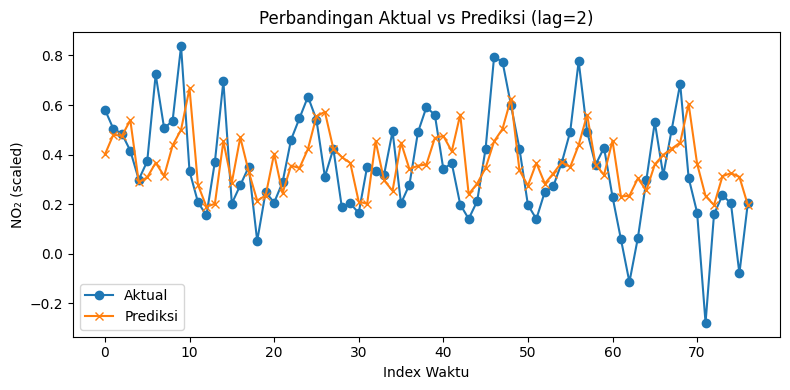 Perbandingan Aktual vs Prediksi (lag=2)
NO₂ (scaled)
0.8
0.6
0.4
0.2
0.0
−0.2
Aktual
Prediksi
0 10 20 30 40 50 60 70
Index Waktu